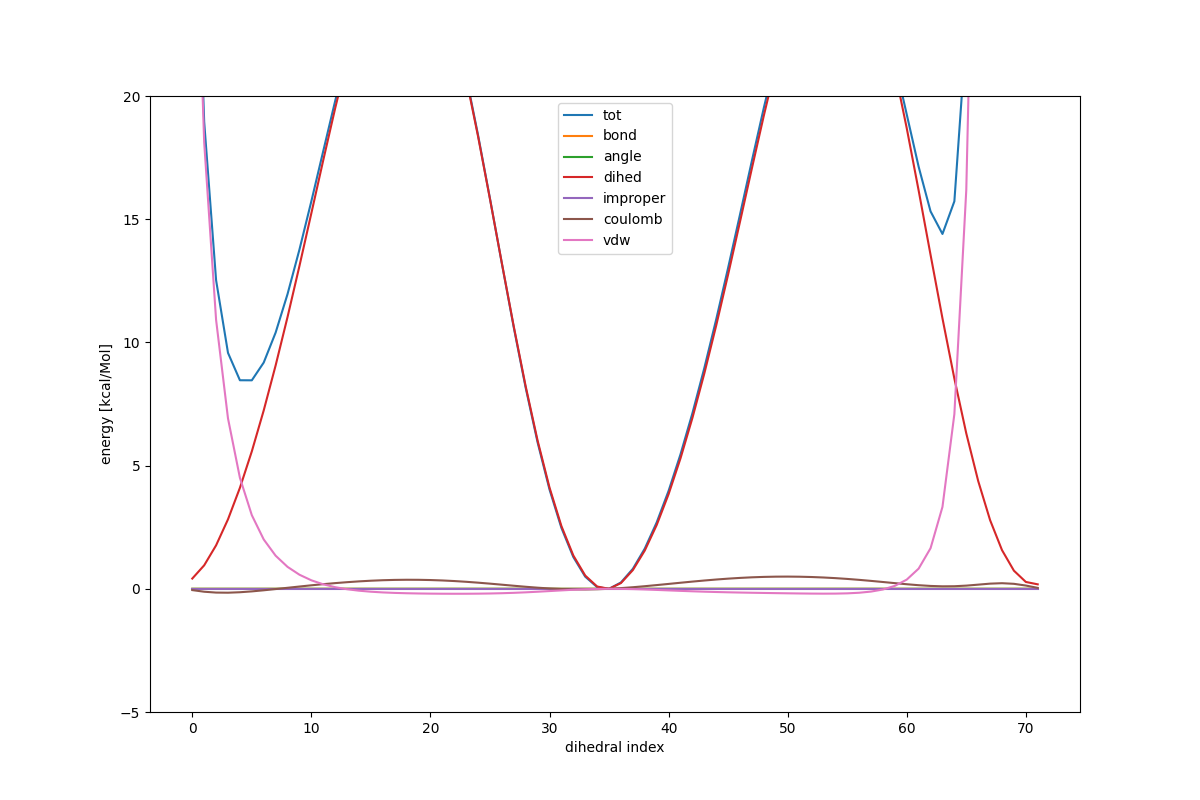 20
15
10
5
0
−5
energy [kcal/Mol]
tot
bond
angle
dihed
improper
coulomb
vdw
0 10 20 30 40 50 60 70
dihedral index